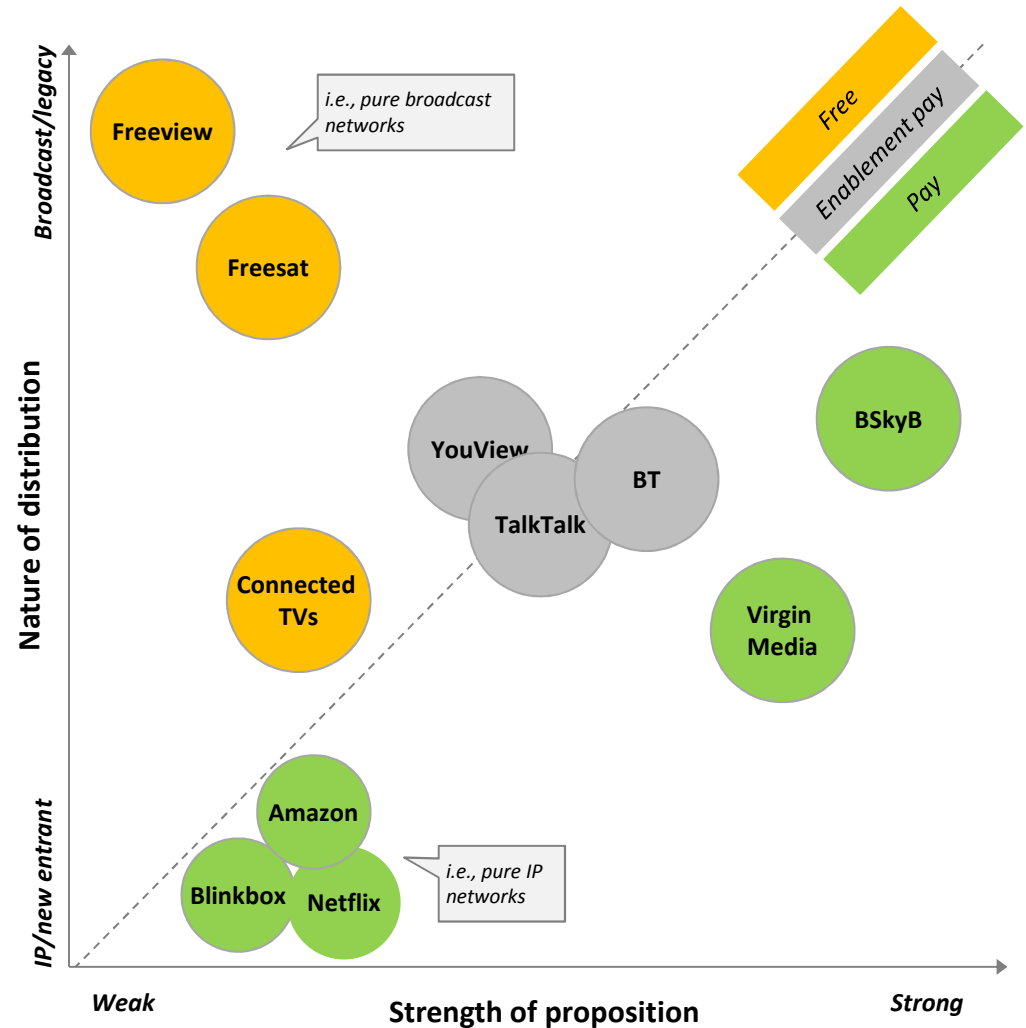 Broadcast/legacy
Nature of distribution
IP/new entrant
Freeview
i.e., pure broadcast
networks
Freesat
Free
Enablement pay
Pay
BSkyB
YouView
BT
TalkTalk
Connected
TVs
Virgin
Media
Amazon
Blinkbox
Netflix
i.e., pure IP
networks
Weak
Strength of proposition
Strong